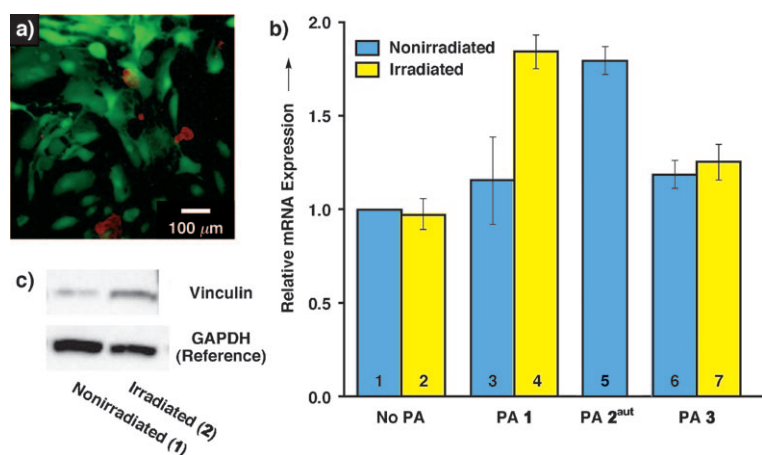 a)
100 μm
b)
Relative mRNA Expression
2.0
1.5
1.0
0.5
0.0
Nonirradiated
Irradiated
1
2
3
4
5
6
7
No PA
PA 1
PA 2aut
PA 3
c)
Vinculin
GAPDH
(Reference)
Nonirradiated (1)
Irradiated (2)